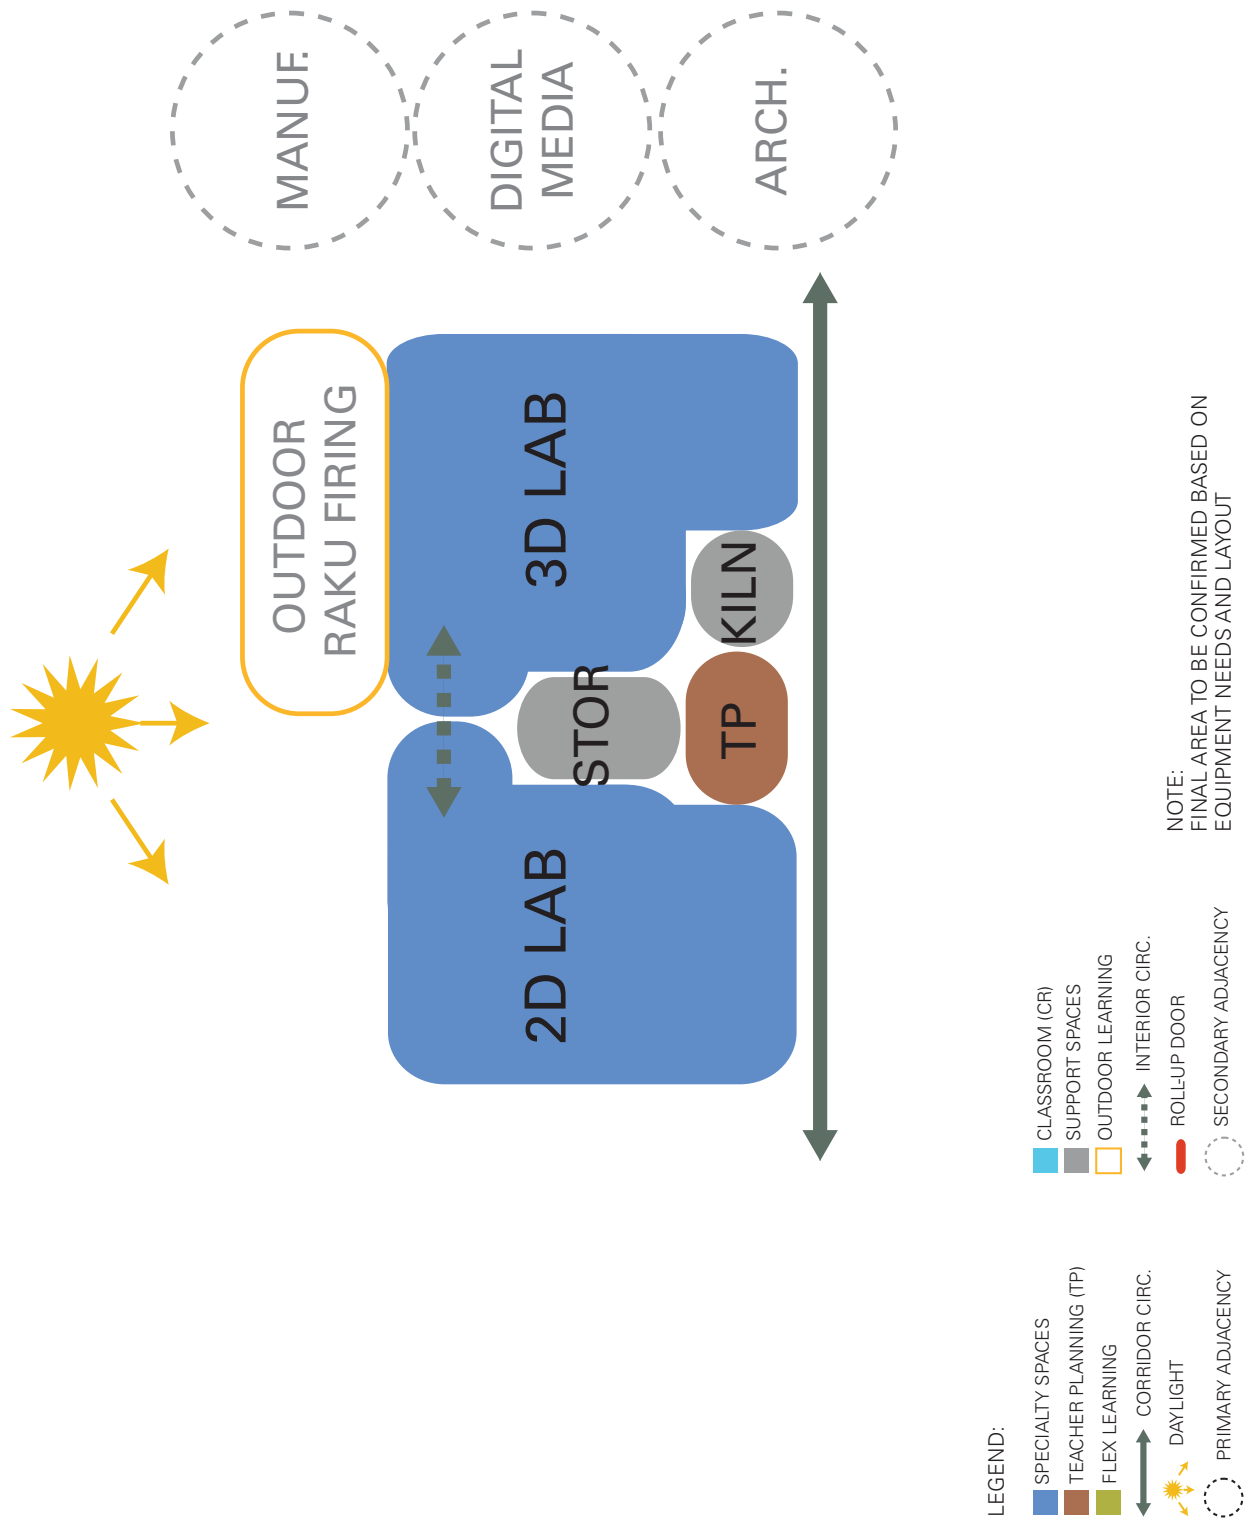 OUTDOOR
RAKU FIRING
2D LAB
3D LAB
STOR
TP
KILN
MANUF.
DIGITAL
MEDIA
ARCH.
LEGEND:
SPECIALTY SPACES
TEACHER PLANNING (TP)
FLEX LEARNING
CORRIDOR CIRC.
DAYLIGHT
PRIMARY ADJACENCY
CLASSROOM (CR)
SUPPORT SPACES
OUTDOOR LEARNING
INTERIOR CIRC.
ROLL-UP DOOR
SECONDARY ADJACENCY
NOTE:
FINAL AREA TO BE CONFIRMED BASED ON
EQUIPMENT NEEDS AND LAYOUT